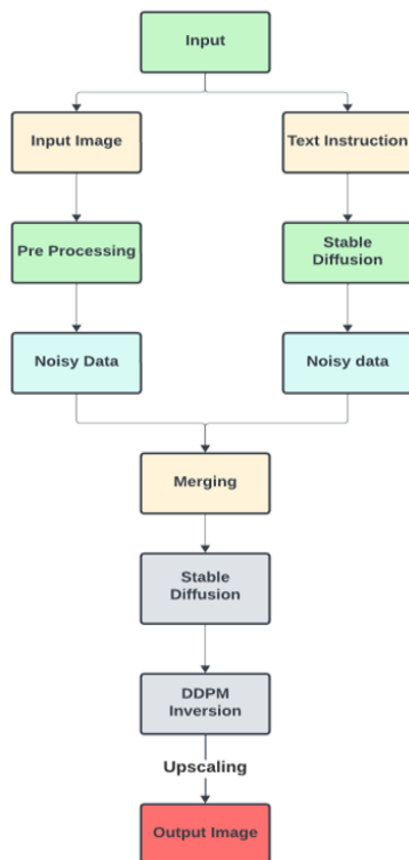 Input
Input Image
Text Instruction
Pre Processing
Stable
Diffusion
Noisy Data
Noisy data
Merging
Stable
Diffusion
DDPM
Inversion
Upscaling
Output Image